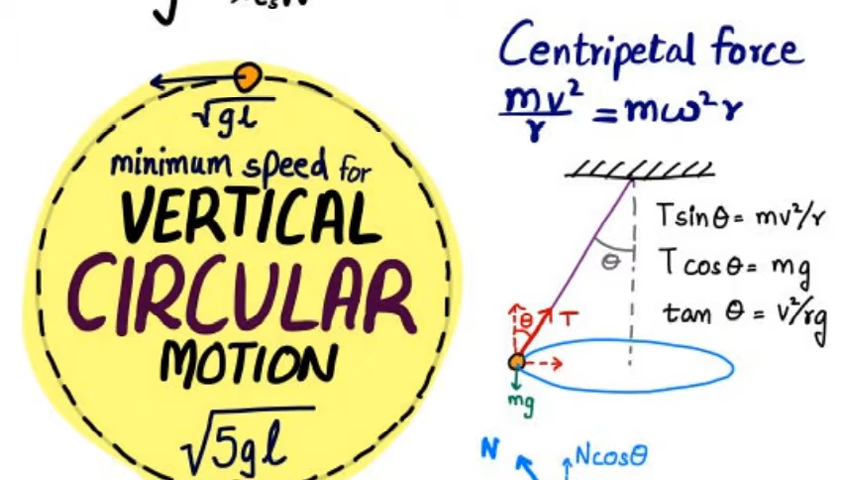 √gl
minimum speed for
VERTICAL
CIRCULAR
MOTION
√5gl
Centripetal force
mv²/r = mω²r
θ
T sinθ = mv²/r
T cosθ = mg
tan θ = v²/rg
θ
T
mg
N
Ncosθ